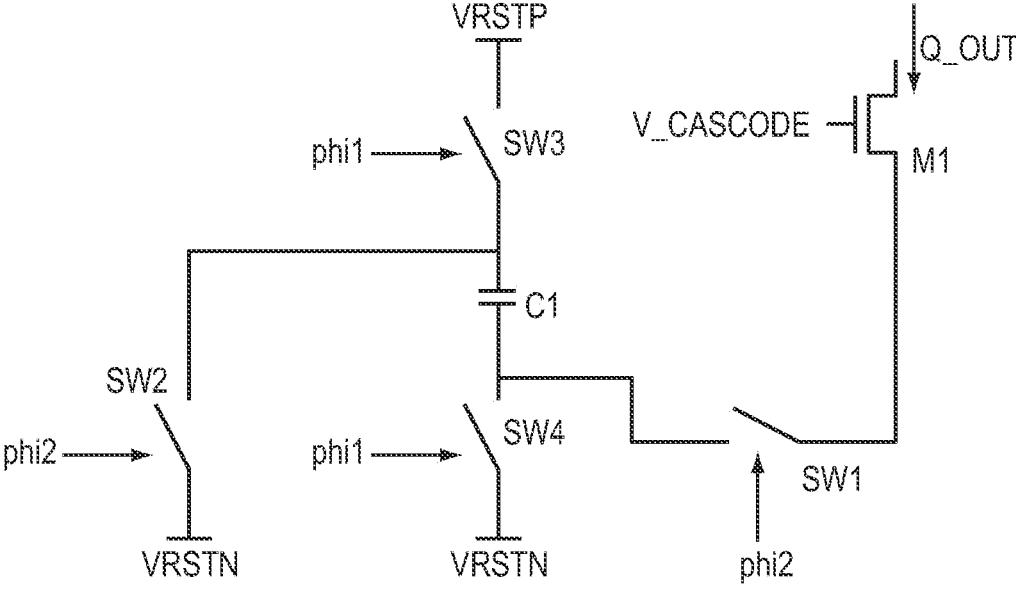 VRSTP
Q_OUT
V_CASCODE
SW3
phi1
M1
C1
SW2
SW4
phi2
phi1
SW1
VRSTN
VRSTN
phi2